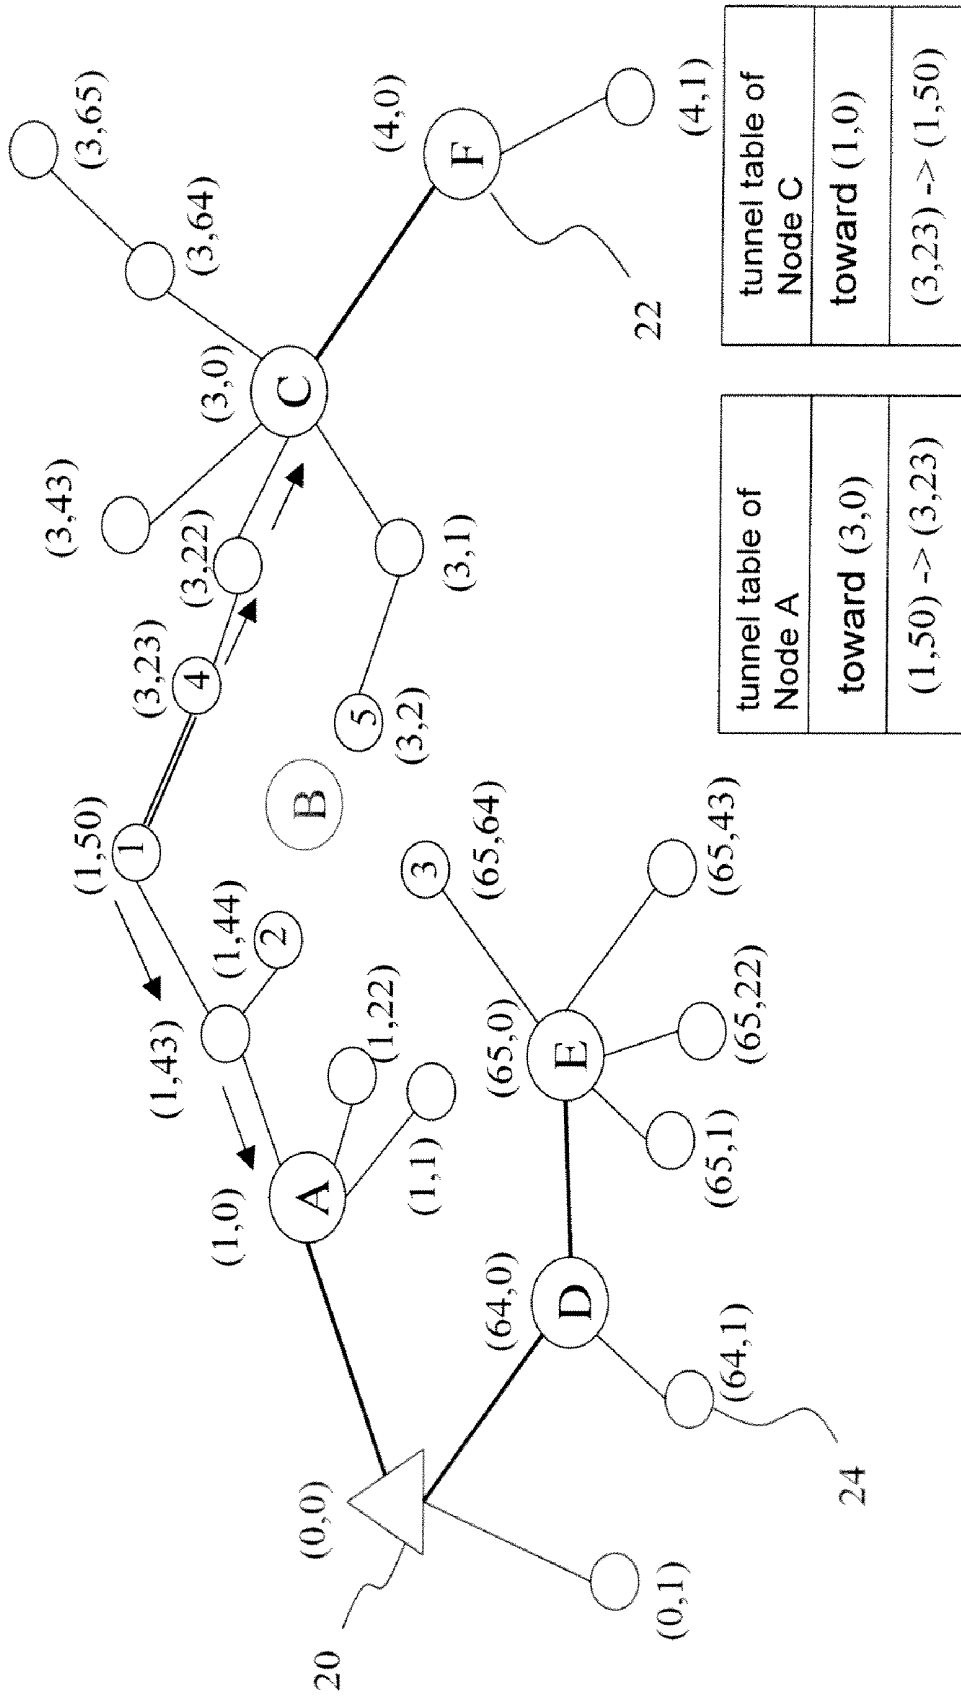 (0,0)
20
(0,1)
(1,0)
A
(1,43)
(1,44)
2
(1,22)
(1,1)
(1,50)
1
(3,23)
4
(3,22)
(3,43)
(3,0)
C
(3,64)
(3,65)
(3,1)
5
(3,2)
B
(4,0)
F
(4,1)
22
(64,0)
D
(64,1)
24
(65,0)
E
3
(65,64)
(65,43)
(65,22)
(65,1)
tunnel table of
Node A
toward (3,0)
(1,50) -> (3,23)
tunnel table of
Node C
toward (1,0)
(3,23) -> (1,50)